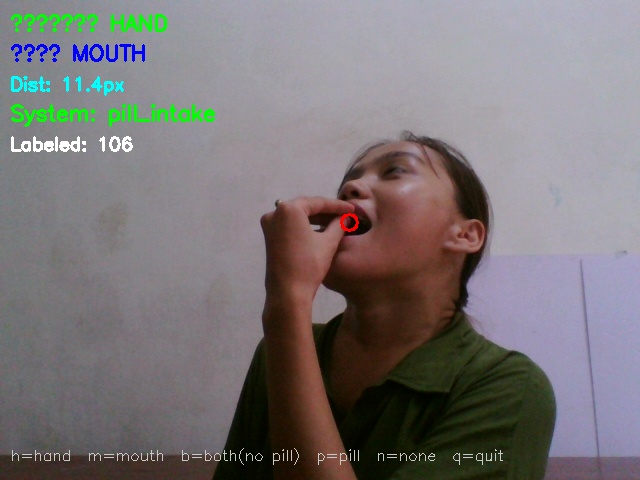 ??????? HAND
???? MOUTH
Dist: 11.4px
System: pill_intake
Labeled: 106
h=hand m=mouth b=both(no pill) p=pill n=none q=quit